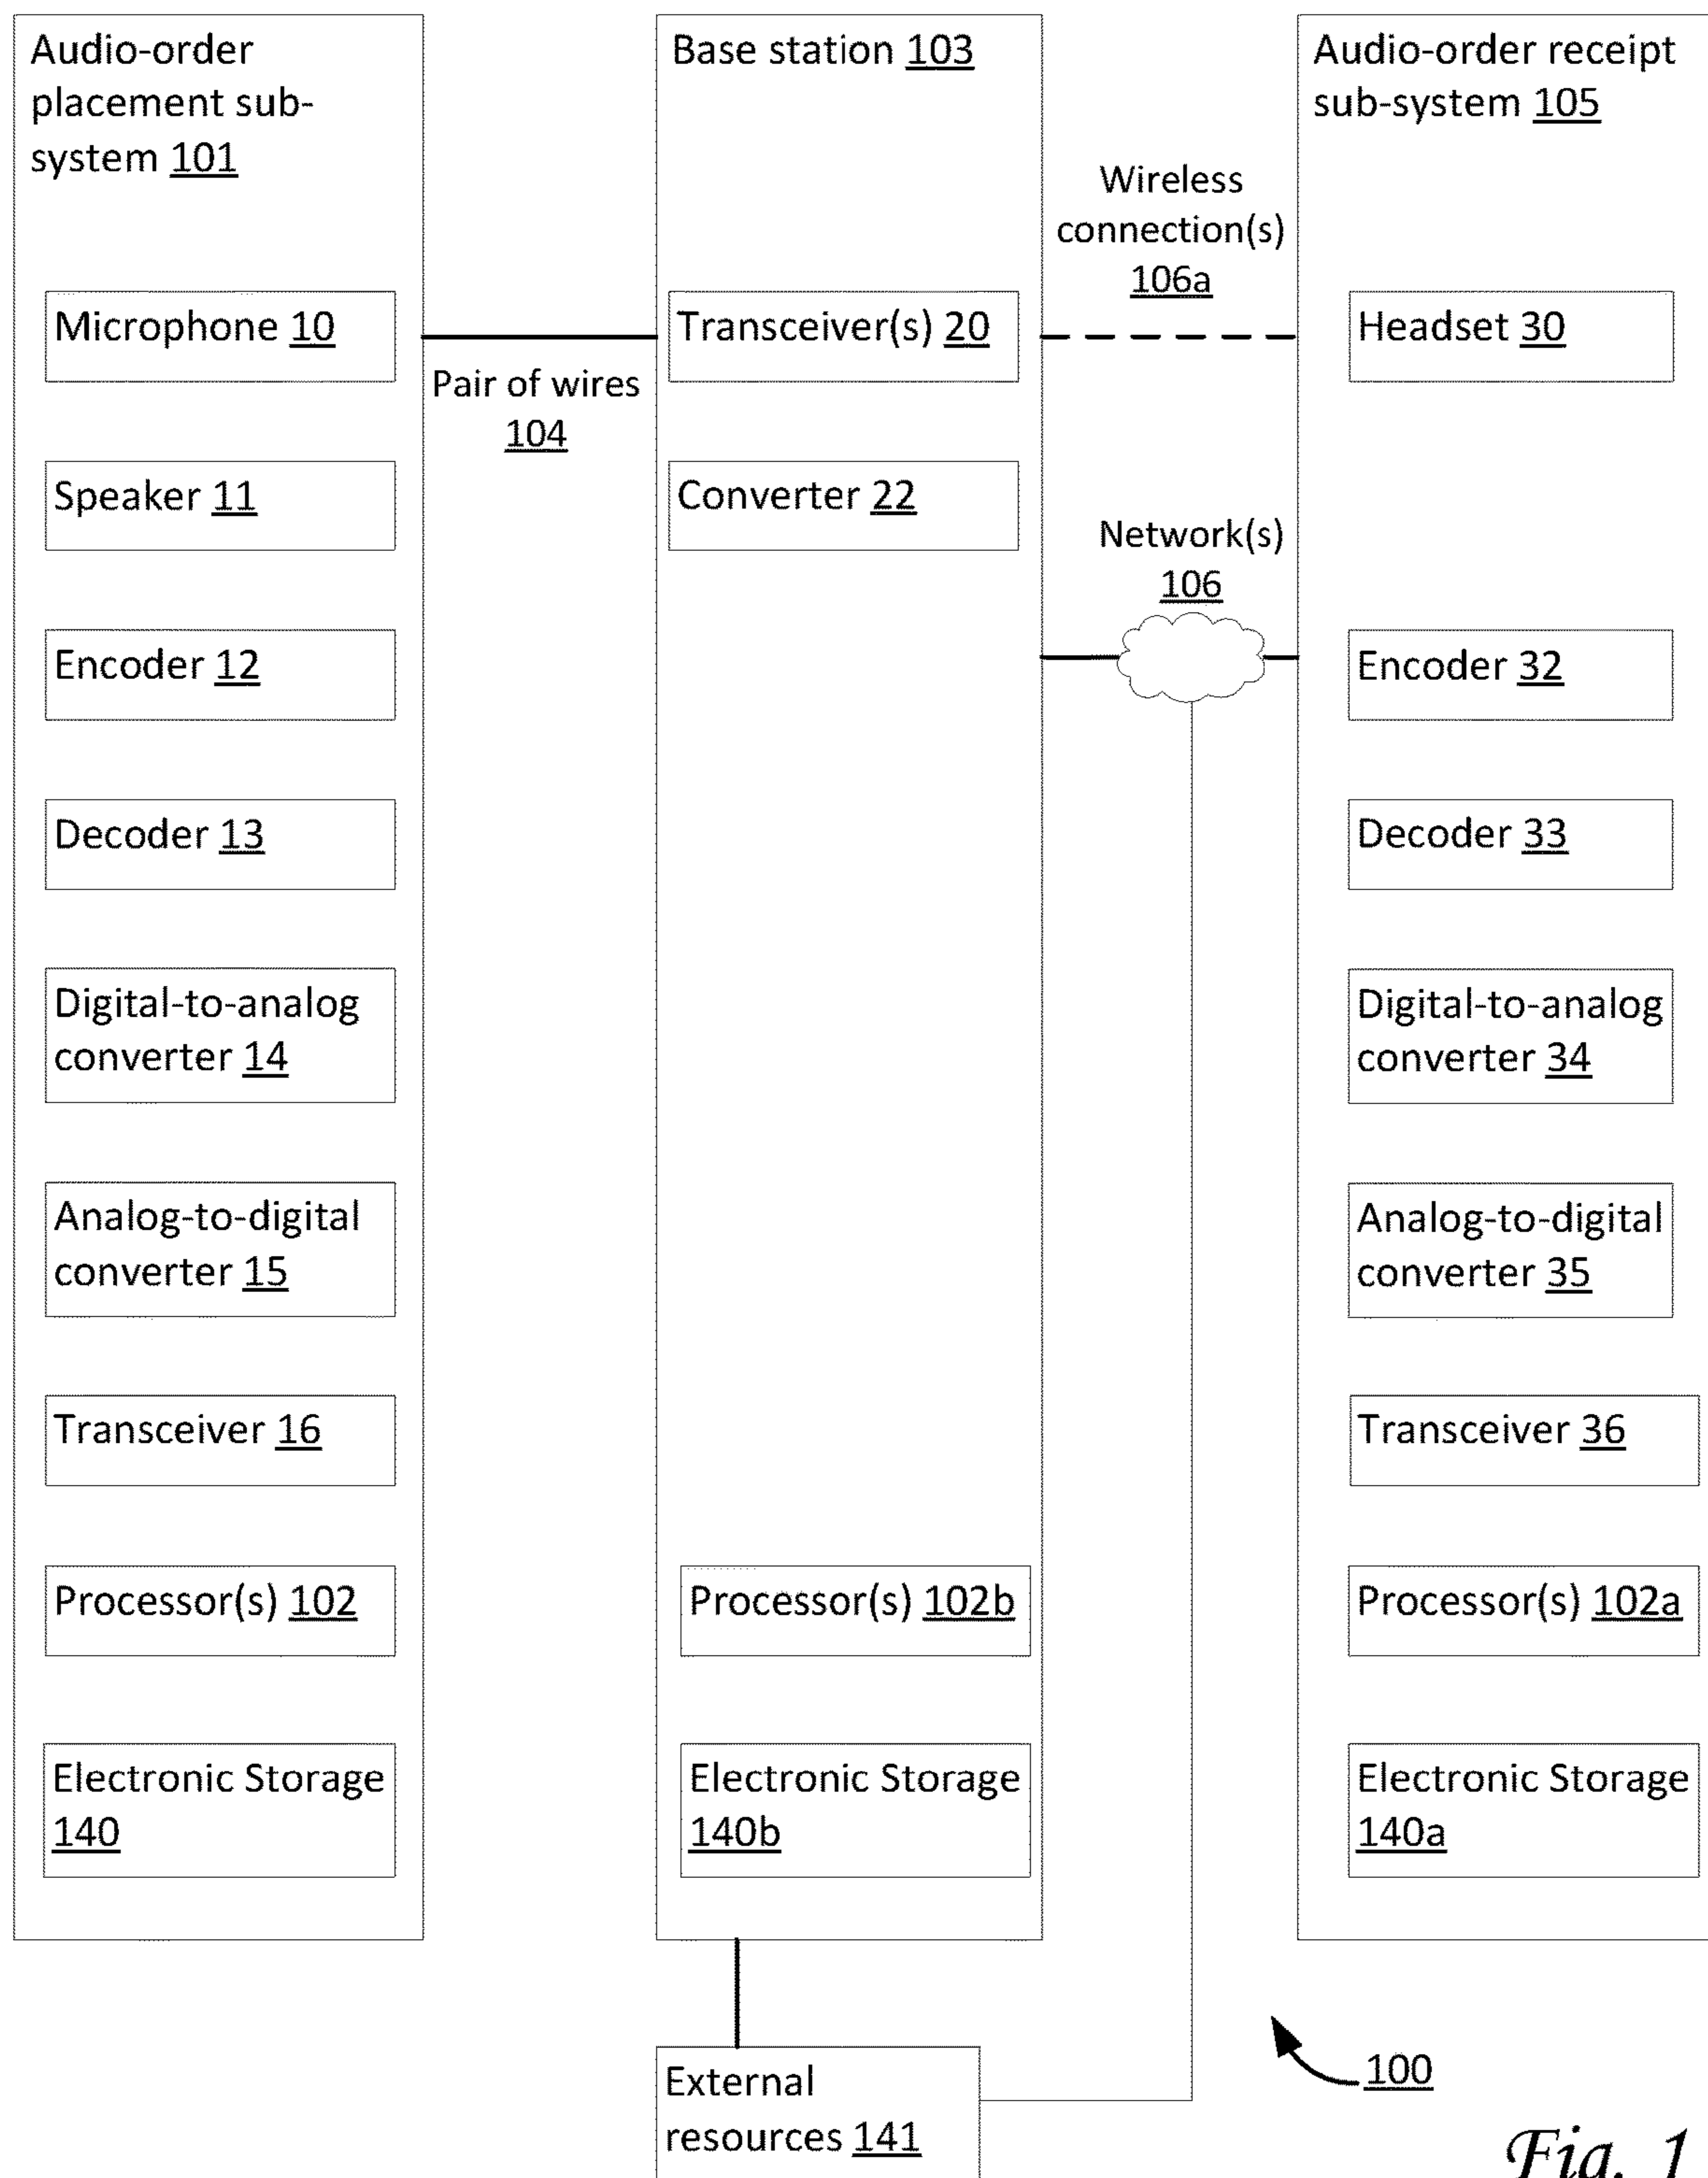 Audio-order
placement sub-
system 101
Microphone 10
Speaker 11
Encoder 12
Decoder 13
Digital-to-analog
converter 14
Analog-to-digital
converter 15
Transceiver 16
Processor(s) 102
Electronic Storage
140
Pair of wires
104
Base station 103
Transceiver(s) 20
Converter 22
Processor(s) 102b
Electronic Storage
140b
External
resources 141
Wireless
connection(s)
106a
Network(s)
106
Audio-order receipt
sub-system 105
Headset 30
Encoder 32
Decoder 33
Digital-to-analog
converter 34
Analog-to-digital
converter 35
Transceiver 36
Processor(s) 102a
Electronic Storage
140a
100
Fig. 1